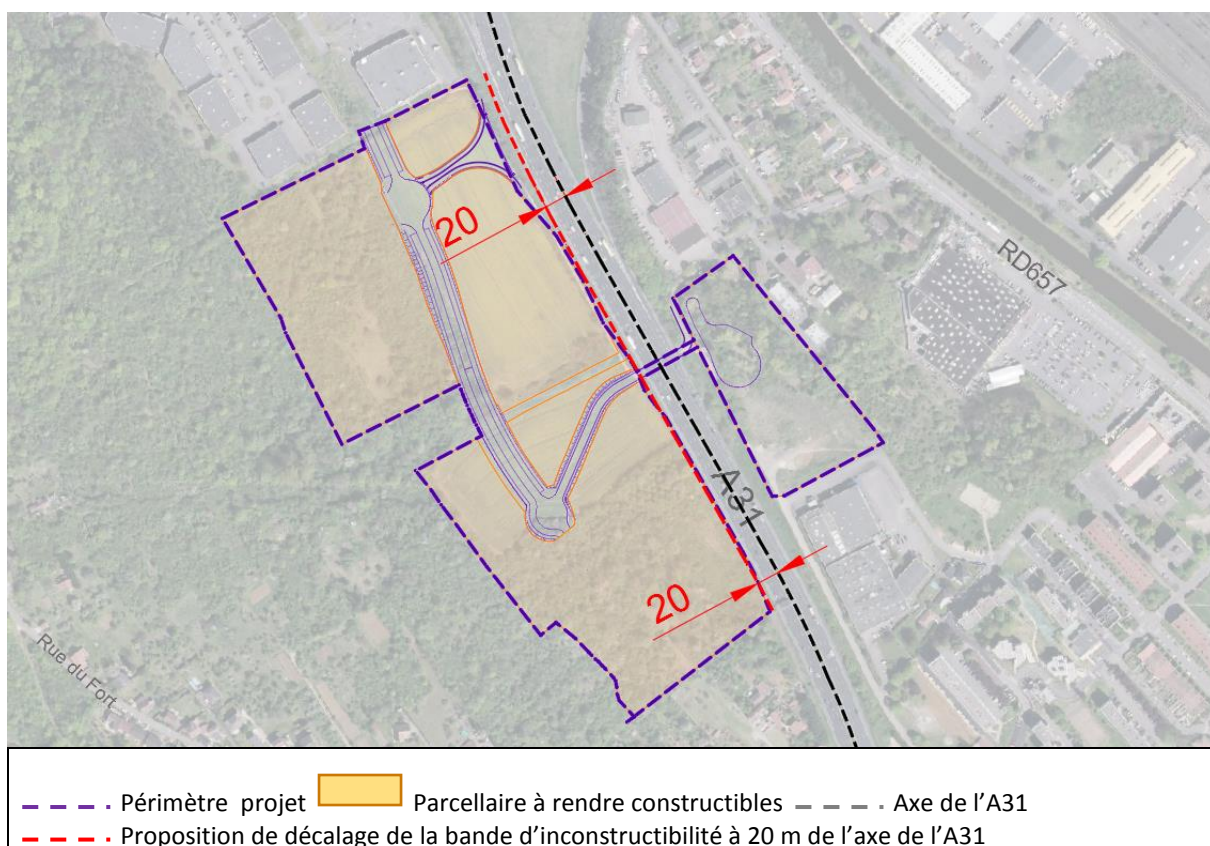 20
RD657
A31
20
Rue du Fort
Périmètre projet Parcellaire à rendre constructibles Axe de l'A31
Proposition de décalage de la bande d'inconstructibilité à 20 m de l'axe de l'A31